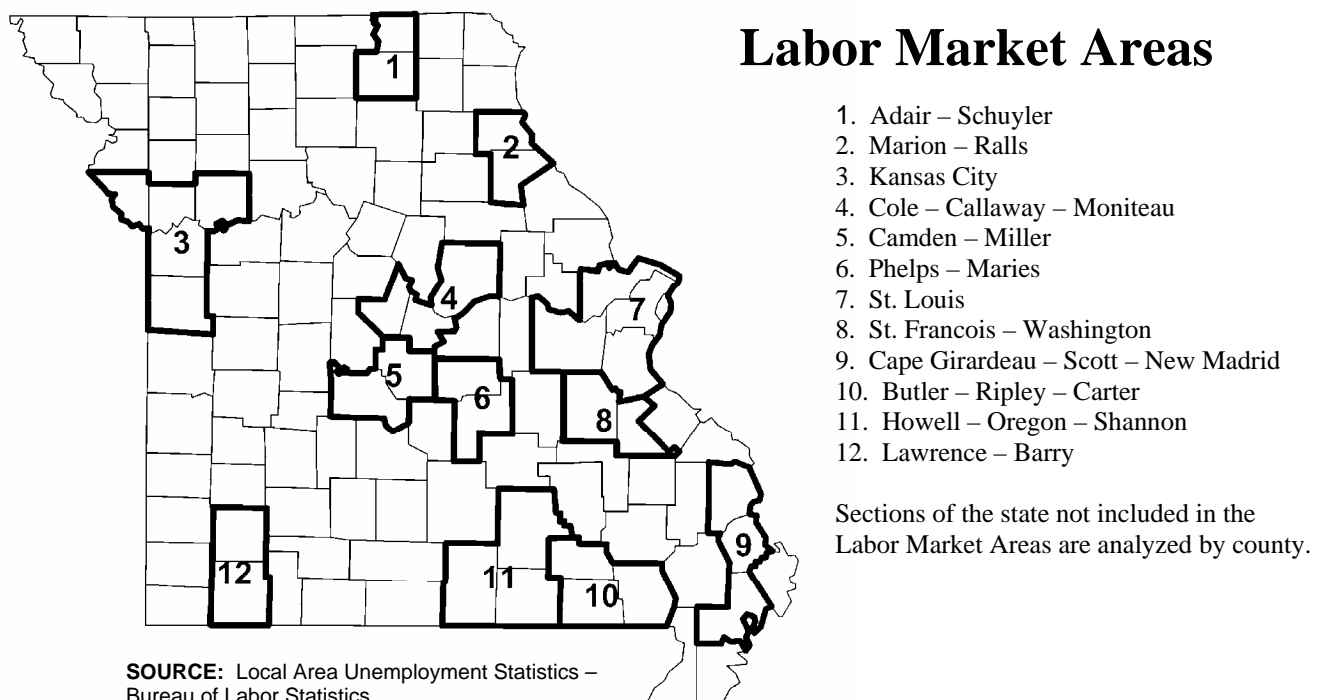 Labor Market Areas
1. Adair – Schuyler
2. Marion – Ralls
3. Kansas City
4. Cole – Callaway – Moniteau
5. Camden – Miller
6. Phelps – Maries
7. St. Louis
8. St. Francois – Washington
9. Cape Girardeau – Scott – New Madrid
10. Butler – Ripley – Carter
11. Howell – Oregon – Shannon
12. Lawrence – Barry
Sections of the state not included in the
Labor Market Areas are analyzed by county.
1
2
3
4
7
5
6
8
9
12
11
10
SOURCE: Local Area Unemployment Statistics –
Bureau of Labor Statistics